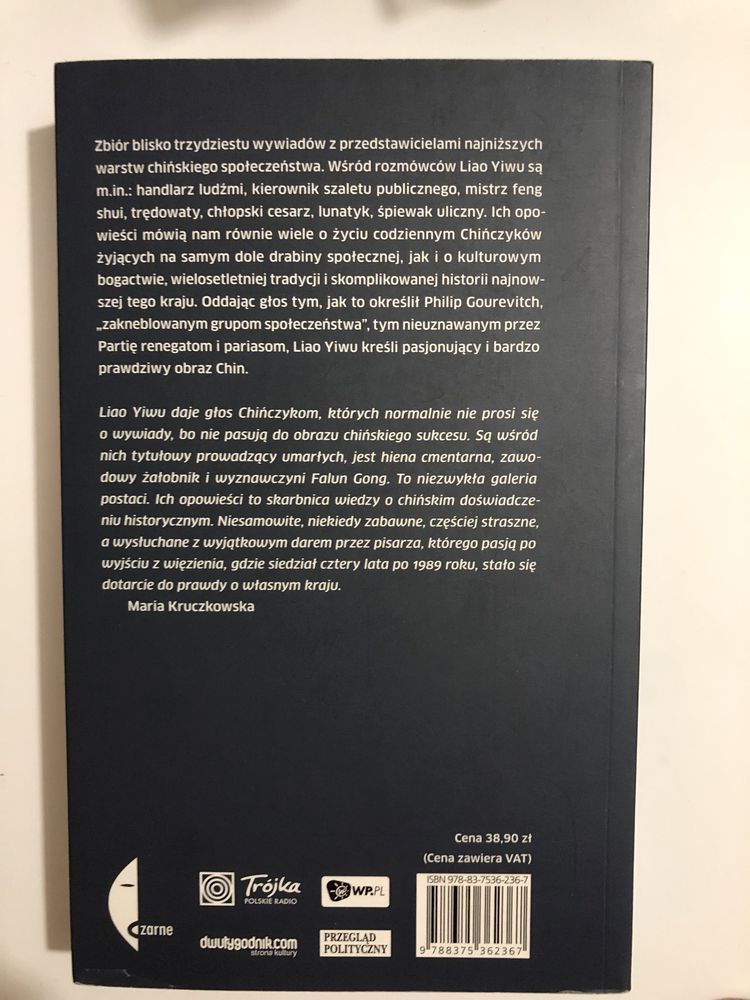 Zbiór blisko trzydziestu wywiadów z przedstawicielami najniższych
warstw chińskiego społeczeństwa. Wśród rozmówców Liao Yiwu są
m.in.: handlarz ludźmi, kierownik szaletu publicznego, mistrz feng
shui, trędowaty, chłopski cesarz, lunatyk, śpiewak uliczny. Ich opo-
wieści mówią nam równie wiele o życiu codziennym Chińczyków
żyjących na samym dole drabiny społecznej, jak i o kulturowym
bogactwie, wielosetletniej tradycji i skomplikowanej historii najnow-
szej tego kraju. Oddając głos tym, jak to określił Philip Gourevitch,
„zakneblowanym grupom społeczeństwa”, tym nieuznawanym przez
Partię renegatom i pariasom, Liao Yiwu kreśli pasjonujący i bardzo
prawdziwy obraz Chin.
Liao Yiwu daje głos Chińczykom, których normalnie nie prosi się
o wywiady, bo nie pasują do obrazu chińskiego sukcesu. Są wśród
nich tytułowy prowadzący umarłych, jest hiena cmentarna, zawo-
dowy żałobnik i wyznawczyni Falun Gong. To niezwykła galeria
postaci. Ich opowieści to skarbnica wiedzy o chińskim doświadcze-
niu historycznym. Niesamowite, niekiedy zabawne, częściej straszne,
a wysłuchane z wyjątkowym darem przez pisarza, którego pasją po
wyjściu z więzienia, gdzie siedział cztery lata po 1989 roku, stało się
dotarcie do prawdy o własnym kraju.
Maria Kruczkowska
Cena 38,90 zł
(Cena zawiera VAT)
ISBN 978-83-7536-236-7
9 788375 362367
Czarne
Trójka
POLSKIE RADIO
WP.PL
dwutygodnik.com
strona kultury
PRZEGLĄD
POLITYCZNY